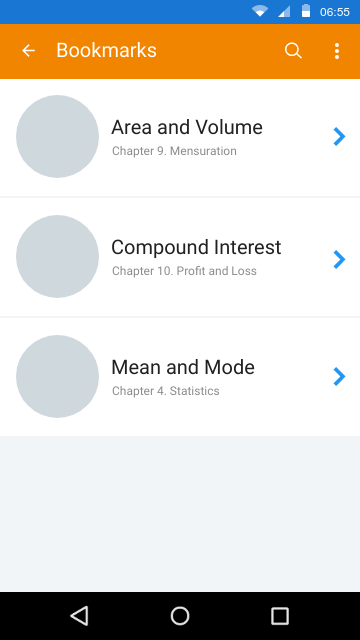 06:55
Bookmarks
Area and Volume
Chapter 9. Mensuration
Compound Interest
Chapter 10. Profit and Loss
Mean and Mode
Chapter 4. Statistics